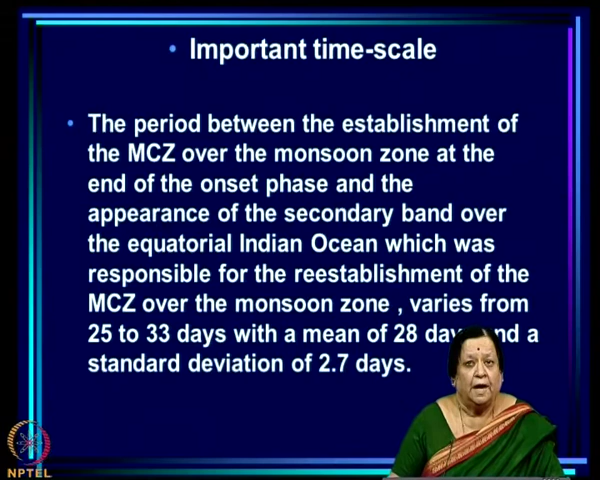 • Important time-scale
• The period between the establishment of
the MCZ over the monsoon zone at the
end of the onset phase and the
appearance of the secondary band over
the equatorial Indian Ocean which was
responsible for the reestablishment of the
MCZ over the monsoon zone , varies from
25 to 33 days with a mean of 28 and a
standard deviation of 2.7 days.
NPTEL